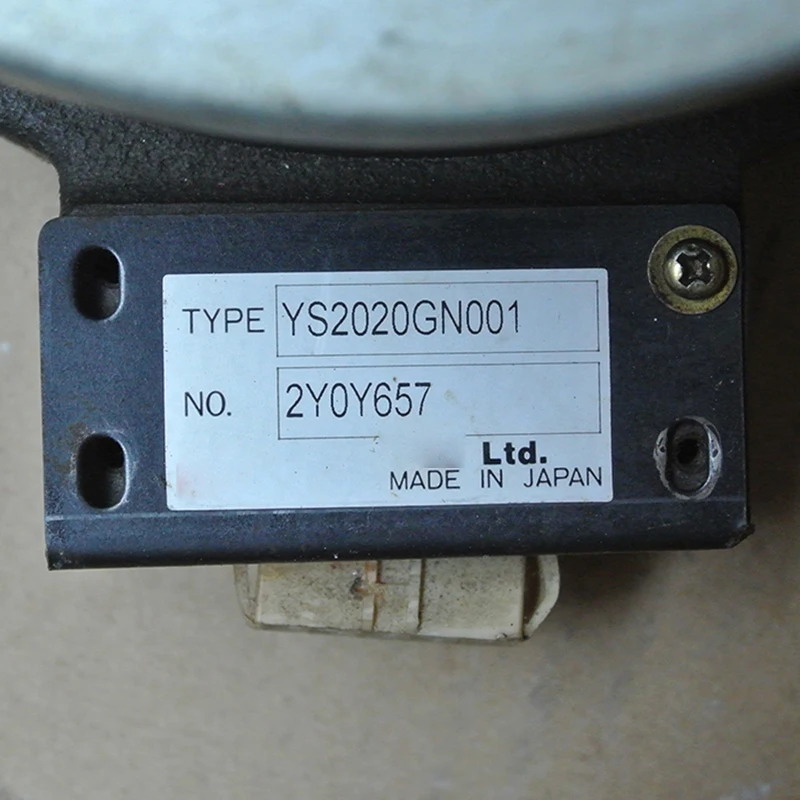 TYPE YS2020GN001
NO. 2Y0Y657
Ltd.
MADE IN JAPAN